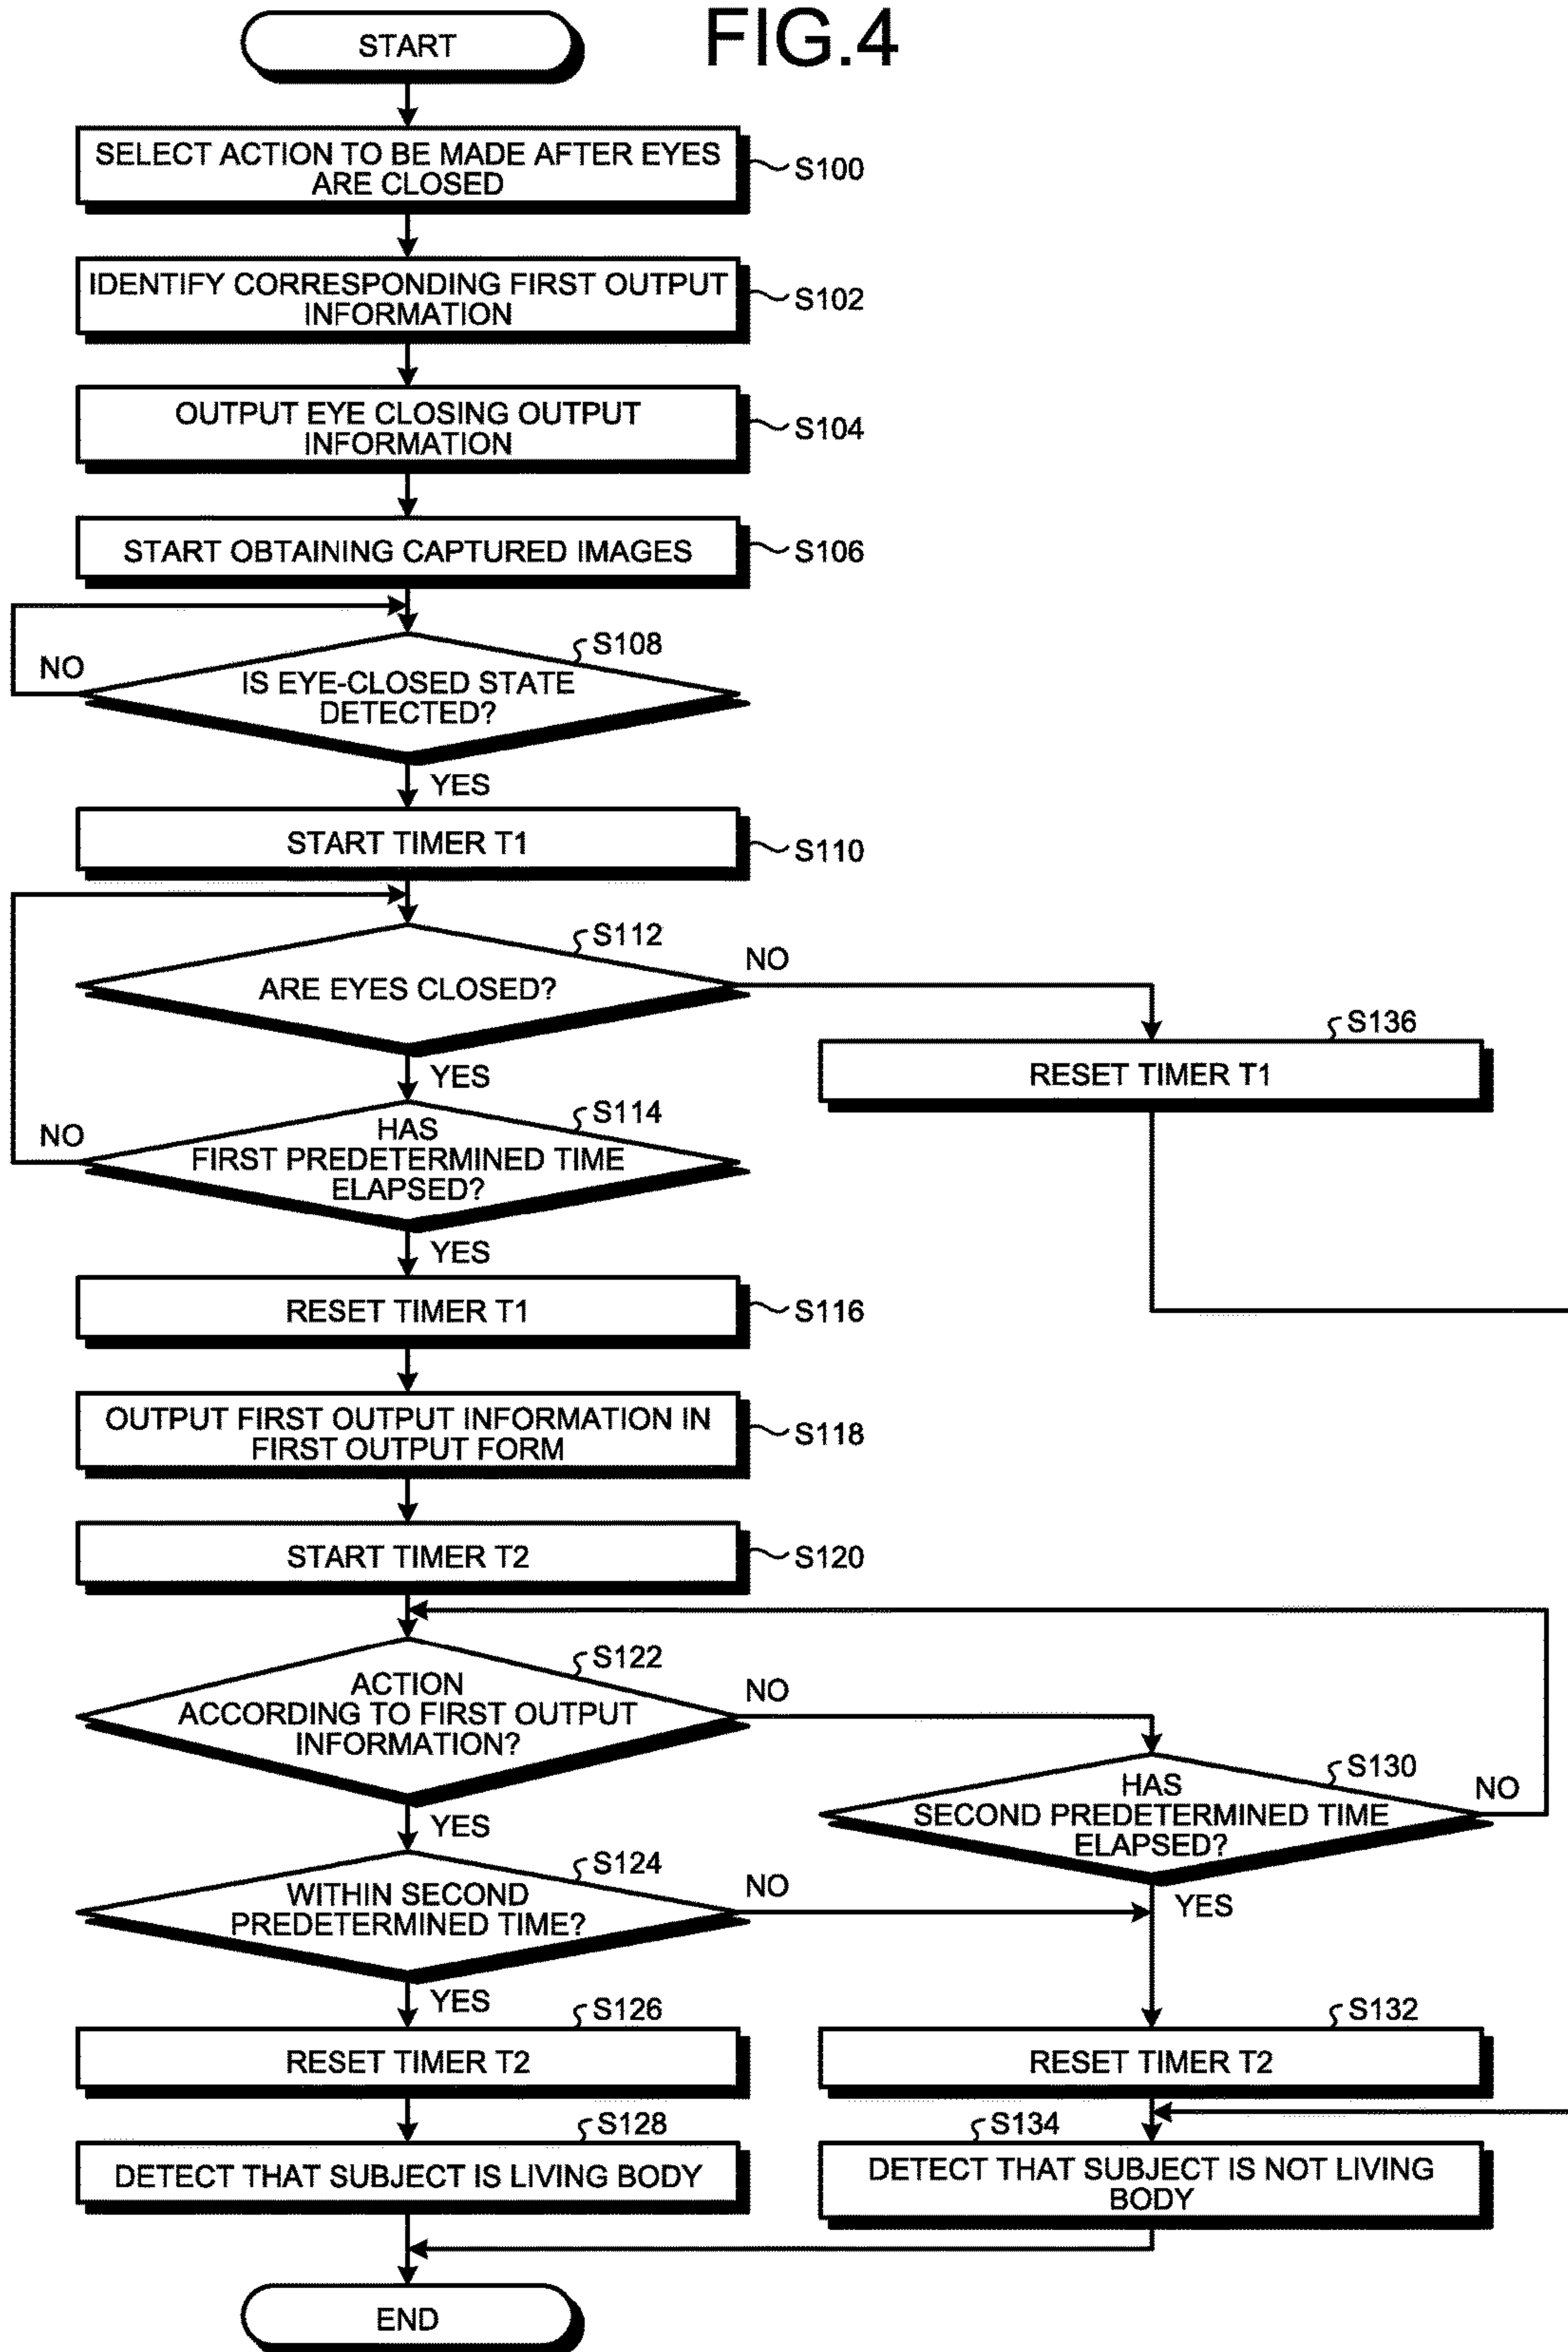 FIG.4
START
SELECT ACTION TO BE MADE AFTER EYES
ARE CLOSED
S100
IDENTIFY CORRESPONDING FIRST OUTPUT
INFORMATION
S102
OUTPUT EYE CLOSING OUTPUT
INFORMATION
S104
START OBTAINING CAPTURED IMAGES
S106
S108
NO
IS EYE-CLOSED STATE
DETECTED?
YES
START TIMER T1
S110
S112
NO
ARE EYES CLOSED?
YES
S136
RESET TIMER T1
S114
NO
HAS
FIRST PREDETERMINED TIME
ELAPSED?
YES
RESET TIMER T1
S116
OUTPUT FIRST OUTPUT INFORMATION IN
FIRST OUTPUT FORM
S118
START TIMER T2
S120
S122
ACTION
ACCORDING TO FIRST OUTPUT
INFORMATION?
NO
YES
S130
HAS
SECOND PREDETERMINED TIME
ELAPSED?
NO
YES
S124
WITHIN SECOND
PREDETERMINED TIME?
NO
YES
S126
RESET TIMER T2
S132
RESET TIMER T2
S128
DETECT THAT SUBJECT IS LIVING BODY
S134
DETECT THAT SUBJECT IS NOT LIVING
BODY
END